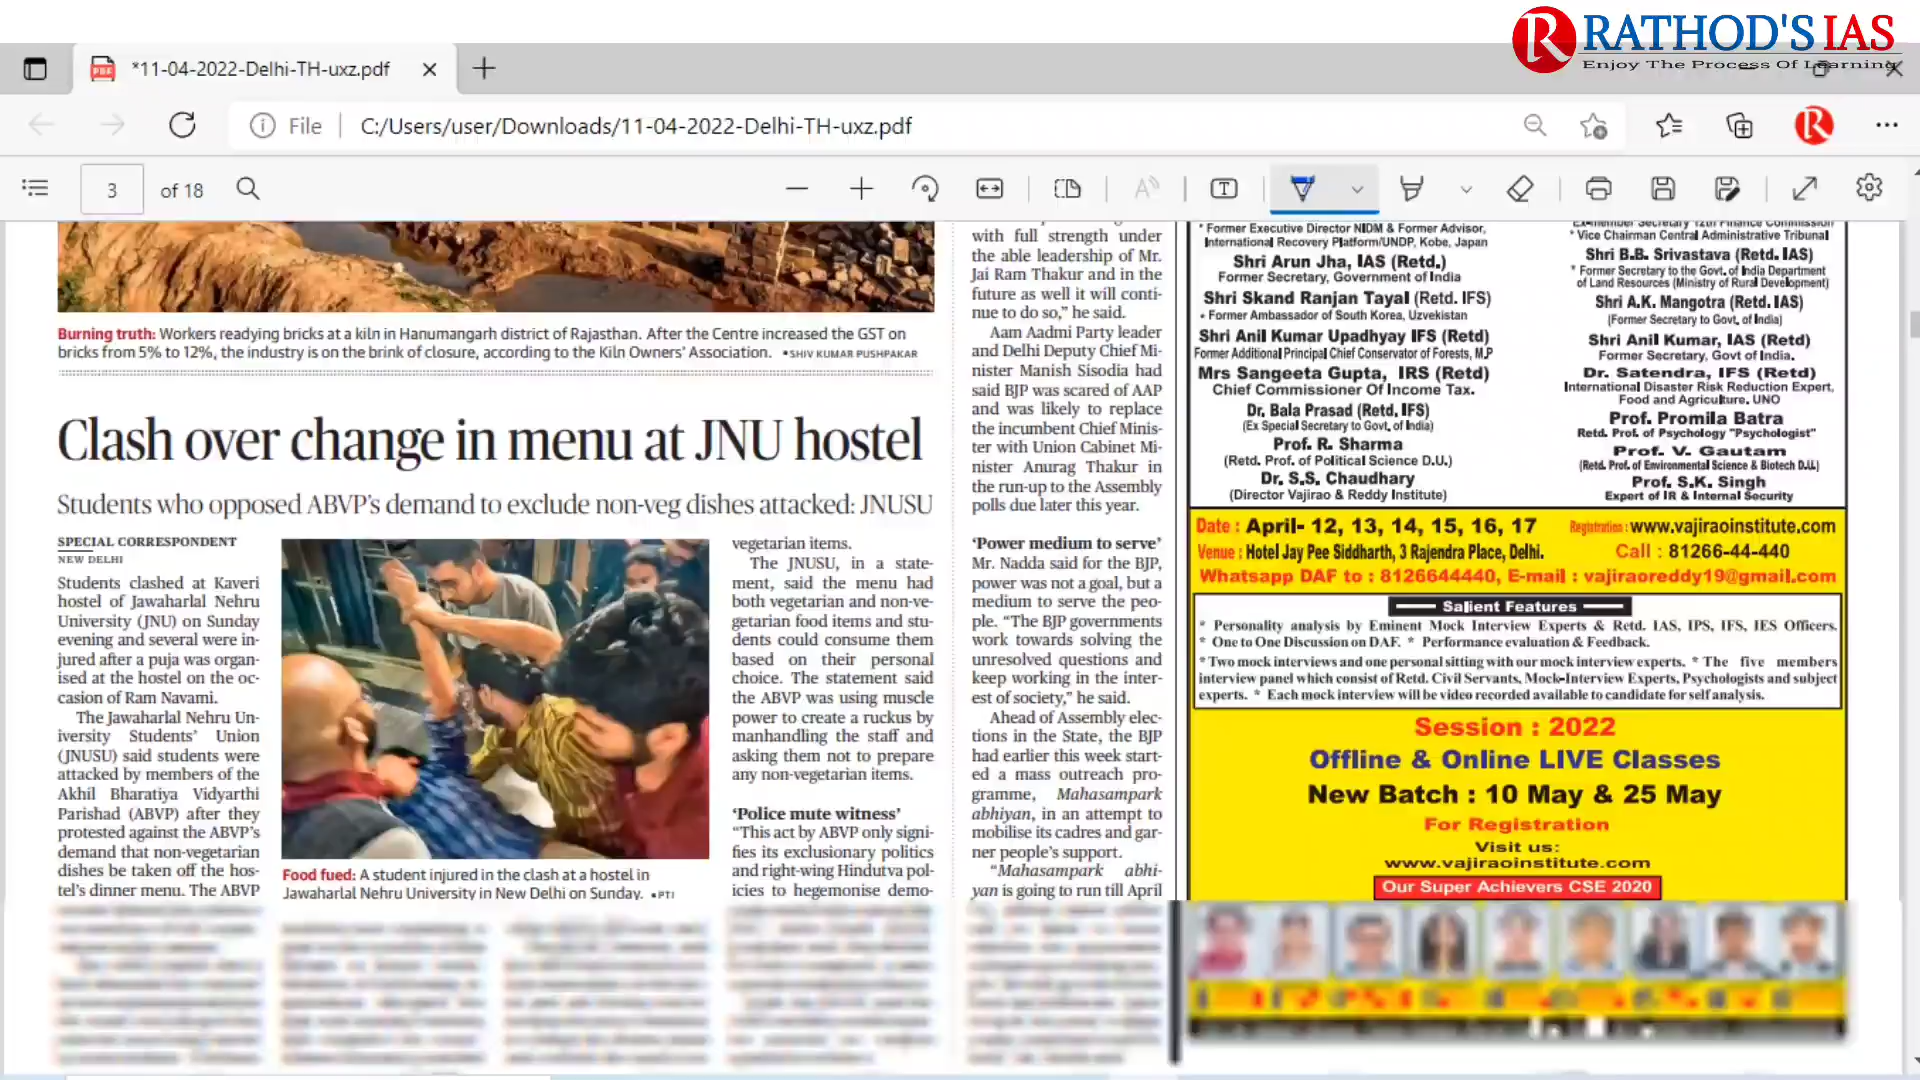 RATHOD'S IAS
Enjoy The Process Of Learning
*11-04-2022-Delhi-TH-uxz.pdf
File
C:/Users/user/Downloads/11-04-2022-Delhi-TH-uxz.pdf
3 of 18
Burning truth: Workers readying bricks at a kiln in Hanumangarh district of Rajasthan. After the Centre increased the GST on
bricks from 5% to 12%, the industry is on the brink of closure, according to the Kiln Owners' Association. •SHIV KUMAR PUSHPAKAR
Clash over change in menu at JNU hostel
Students who opposed ABVP's demand to exclude non-veg dishes attacked: JNUSU
SPECIAL CORRESPONDENT
NEW DELHI
Students clashed at Kaveri
hostel of Jawaharlal Nehru
University (JNU) on Sunday
evening and several were in-
jured after a puja was organ-
ised at the hostel on the oc-
casion of Ram Navami.
The Jawaharlal Nehru Un-
iversity Students' Union
(JNUSU) said students were
attacked by members of the
Akhil Bharatiya Vidyarthi
Parishad (ABVP) after they
protested against the ABVP's
demand that non-vegetarian
dishes be taken off the hos-
tel's dinner menu. The ABVP
Food fued: A student injured in the clash at a hostel in
Jawaharlal Nehru University in New Delhi on Sunday. •PTI
vegetarian items.
The JNUSU, in a state-
ment, said the menu had
both vegetarian and non-ve-
getarian food items and stu-
dents could consume them
based on their personal
choice. The statement said
the ABVP was using muscle
power to create a ruckus by
manhandling the staff and
asking them not to prepare
any non-vegetarian items.
'Police mute witness'
"This act by ABVP only signi-
fies its exclusionary politics
and right-wing Hindutva pol-
icies to hegemonise demo-
with full strength under
the able leadership of Mr.
Jai Ram Thakur and in the
future as well it will conti-
nue to do so," he said.
Aam Aadmi Party leader
and Delhi Deputy Chief Mi-
nister Manish Sisodia had
said BJP was scared of AAP
and was likely to replace
the incumbent Chief Minis-
ter with Union Cabinet Mi-
nister Anurag Thakur in
the run-up to the Assembly
polls due later this year.
'Power medium to serve'
Mr. Nadda said for the BJP,
power was not a goal, but a
medium to serve the peo-
ple. "The BJP governments
work towards solving the
unresolved questions and
keep working in the inter-
est of society," he said.
Ahead of Assembly elec-
tions in the State, the BJP
had earlier this week start-
ed a mass outreach pro-
gramme, Mahasampark
abhiyan, in an attempt to
mobilise its cadres and gar-
ner people's support.
"Mahasampark abhi-
yan is going to run till April
* Former Executive Director NIDM & Former Advisor,
International Recovery Platform/UNDP, Kobe, Japan
Shri Arun Jha, IAS (Retd.)
Former Secretary, Government of India
Shri Skand Ranjan Tayal (Retd. IFS)
* Former Ambassador of South Korea, Uzvekistan
Shri Anil Kumar Upadhyay IFS (Retd)
Former Additional Principal Chief Conservator of Forests, M.P
Mrs Sangeeta Gupta, IRS (Retd)
Chief Commissioner Of Income Tax.
Dr. Bala Prasad (Retd. IFS)
(Ex Special Secretary to Govt. of India)
Prof. R. Sharma
(Retd. Prof. of Political Science D.U.)
Dr. S.S. Chaudhary
(Director Vajirao & Reddy Institute)
Ex-member Secretary 12th Finance Commission
* Vice Chairman Central Administrative Tribunal
Shri B.B. Srivastava (Retd. IAS)
* Former Secretary to the Govt. of India Department
of Land Resources (Ministry of Rural Development)
Shri A.K. Mangotra (Retd. IAS)
(Former Secretary to Govt. of India)
Shri Anil Kumar, IAS (Retd)
Former Secretary, Govt of India.
Dr. Satendra, IFS (Retd)
International Disaster Risk Reduction Expert,
Food and Agriculture. UNO
Prof. Promila Batra
Retd. Prof. of Psychology "Psychologist"
Prof. V. Gautam
(Retd. Prof. of Environmental Science & Biotech D.U.)
Prof. S.K. Singh
Expert of IR & Internal Security
Date : April- 12, 13, 14, 15, 16, 17 Registration : www.vajiraoinstitute.com
Venue : Hotel Jay Pee Siddharth, 3 Rajendra Place, Delhi. Call : 81266-44-440
Whatsapp DAF to : 8126644440, E-mail : vajiraoreddy19@gmail.com
Salient Features
* Personality analysis by Eminent Mock Interview Experts & Retd. IAS, IPS, IFS, IES Officers.
* One to One Discussion on DAF. * Performance evaluation & Feedback.
* Two mock interviews and one personal sitting with our mock interview experts. * The five members
interview panel which consist of Retd. Civil Servants, Mock-Interview Experts, Psychologists and subject
experts. * Each mock interview will be video recorded available to candidate for self analysis.
Session : 2022
Offline & Online LIVE Classes
New Batch : 10 May & 25 May
For Registration
Visit us:
www.vajiraoinstitute.com
Our Super Achievers CSE 2020